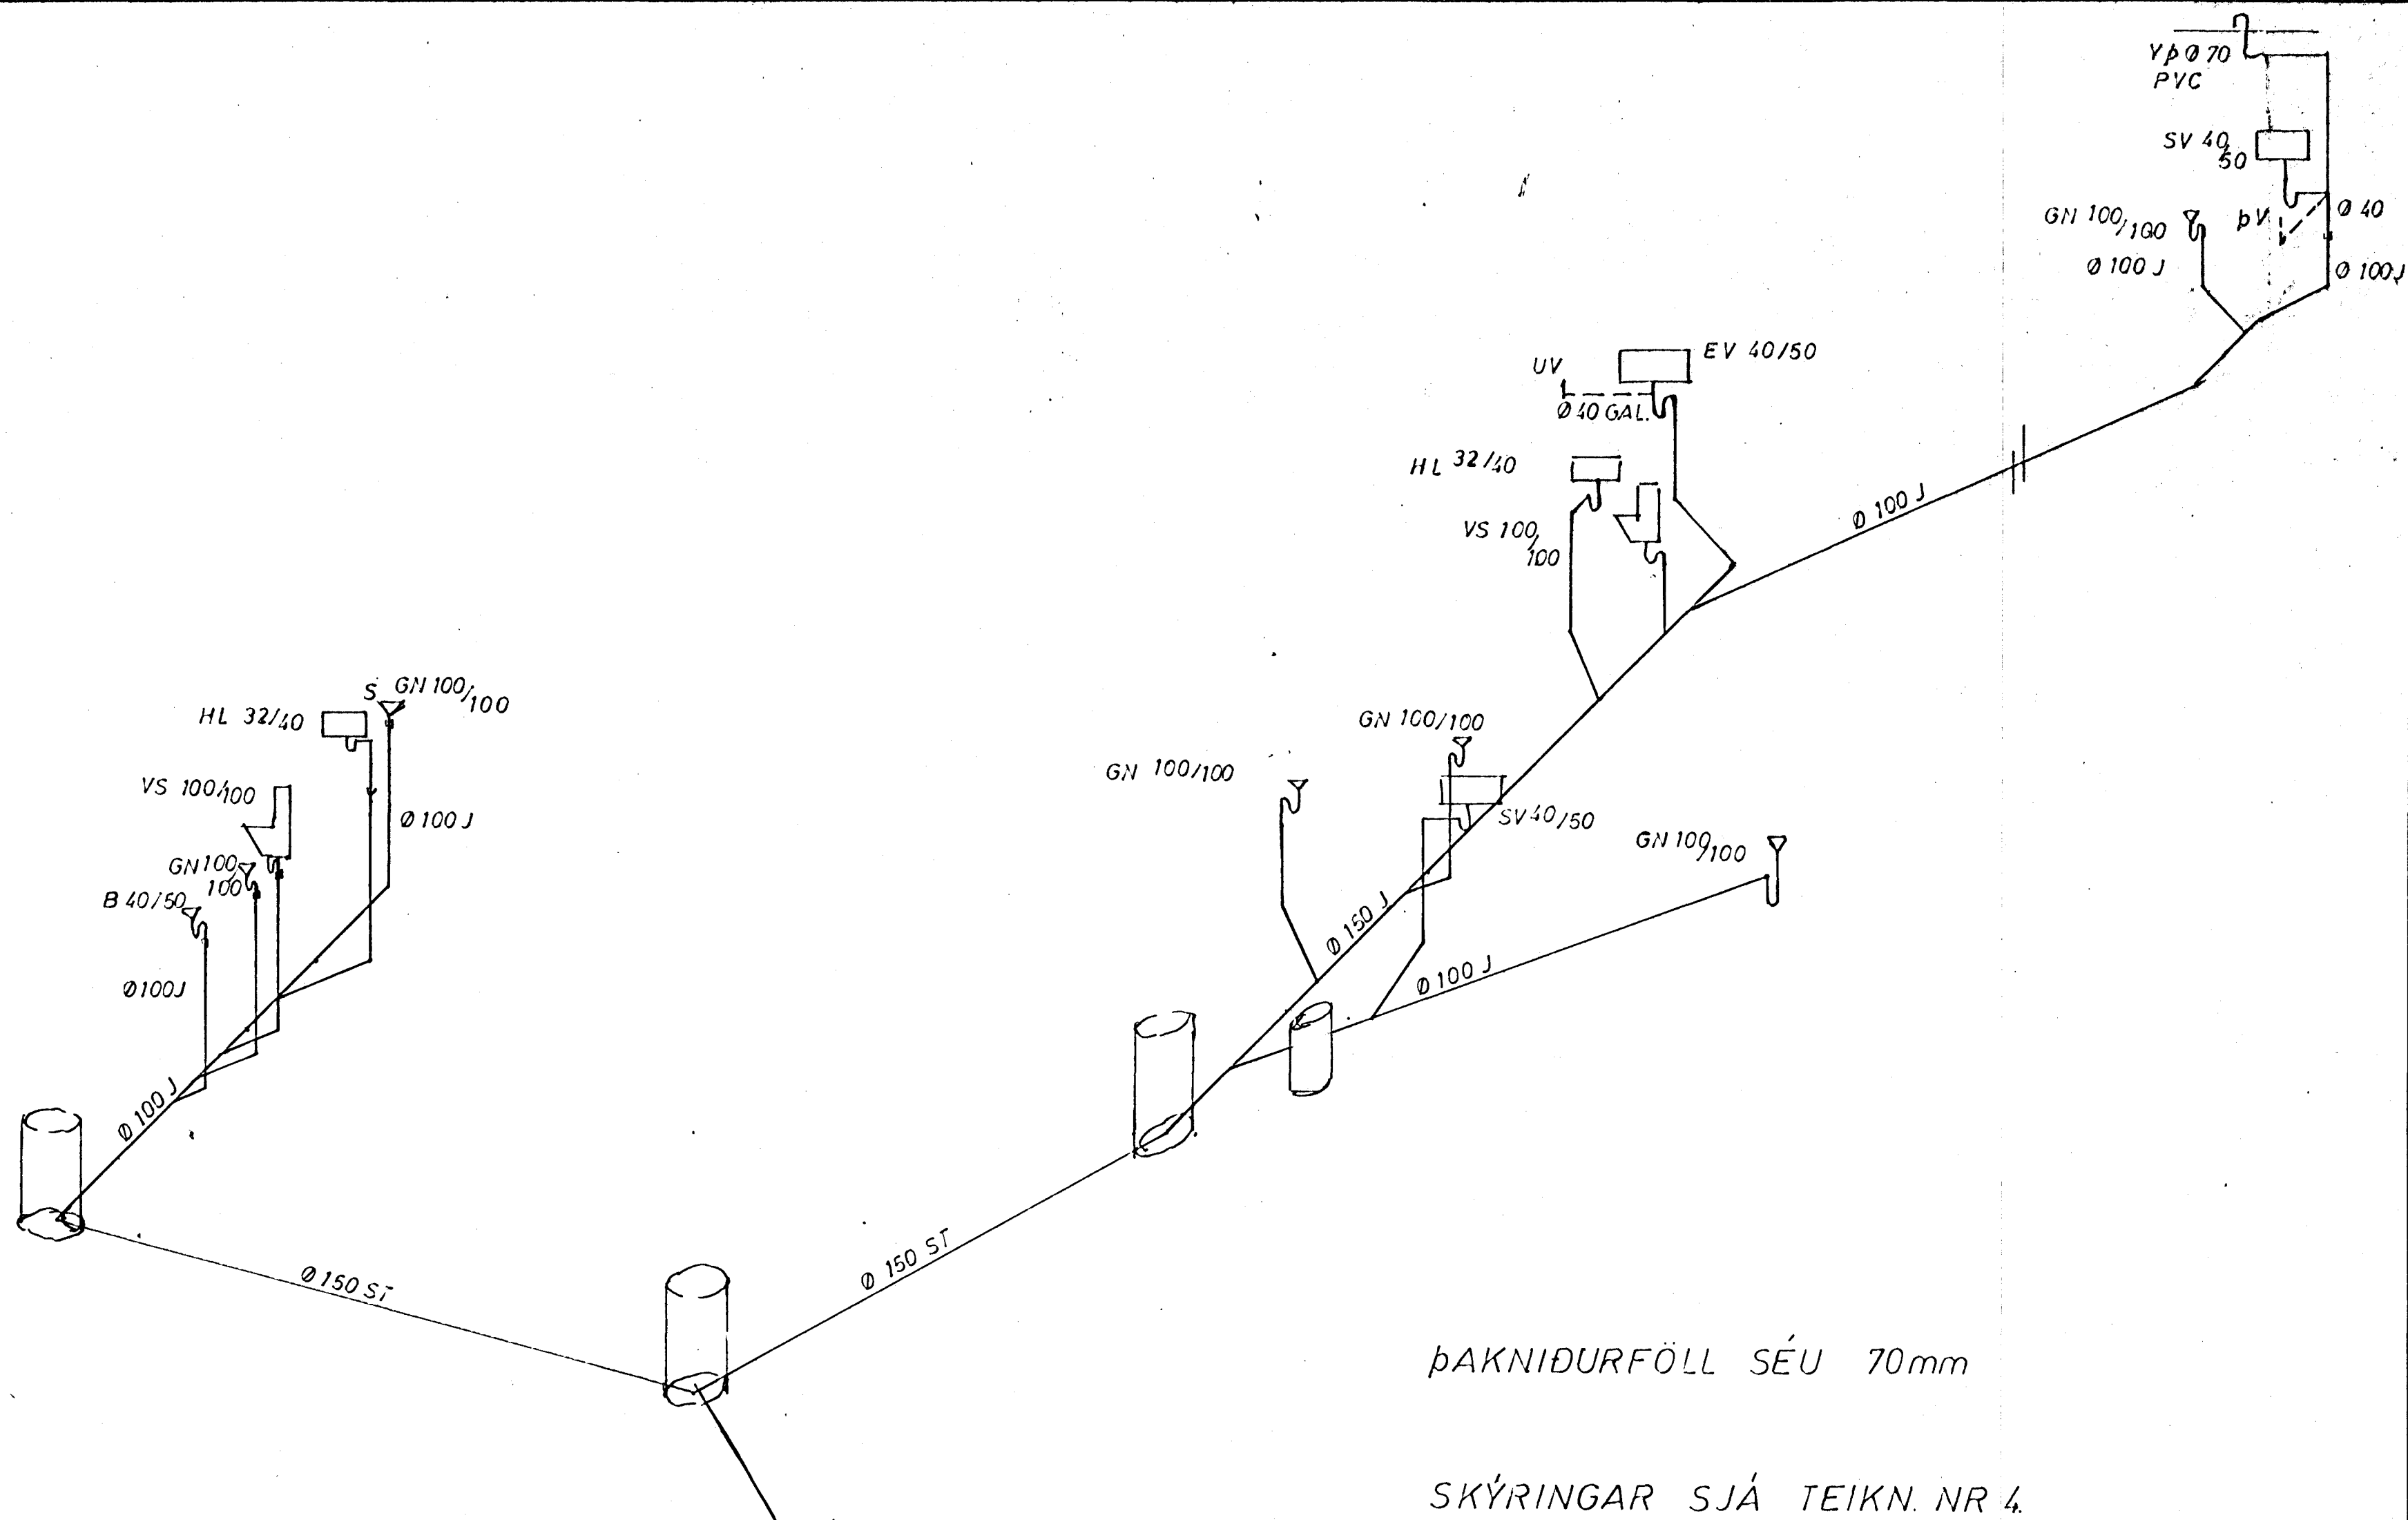 Yþ Ø 70
PVC
SV 40/
50
GN 100/100
þV
Ø 40
Ø 100 J
Ø 100 J
UV
EV 40/50
Ø 40 GAL.
HL 32/40
VS 100/
100
Ø 100 J
S GN 100/100
HL 32/40
VS 100/100
Ø 100 J
GN 100/
100
B 40/50
Ø 100 J
Ø 100 J
GN 100/100
GN 100/100
SV 40/50
GN 100/100
Ø 150 J
Ø 100 J
Ø 150 ST
Ø 150 ST
ÞAKNIÐURFÖLL SÉU 70mm
SKÝRINGAR SJÁ TEIKN. NR 4.